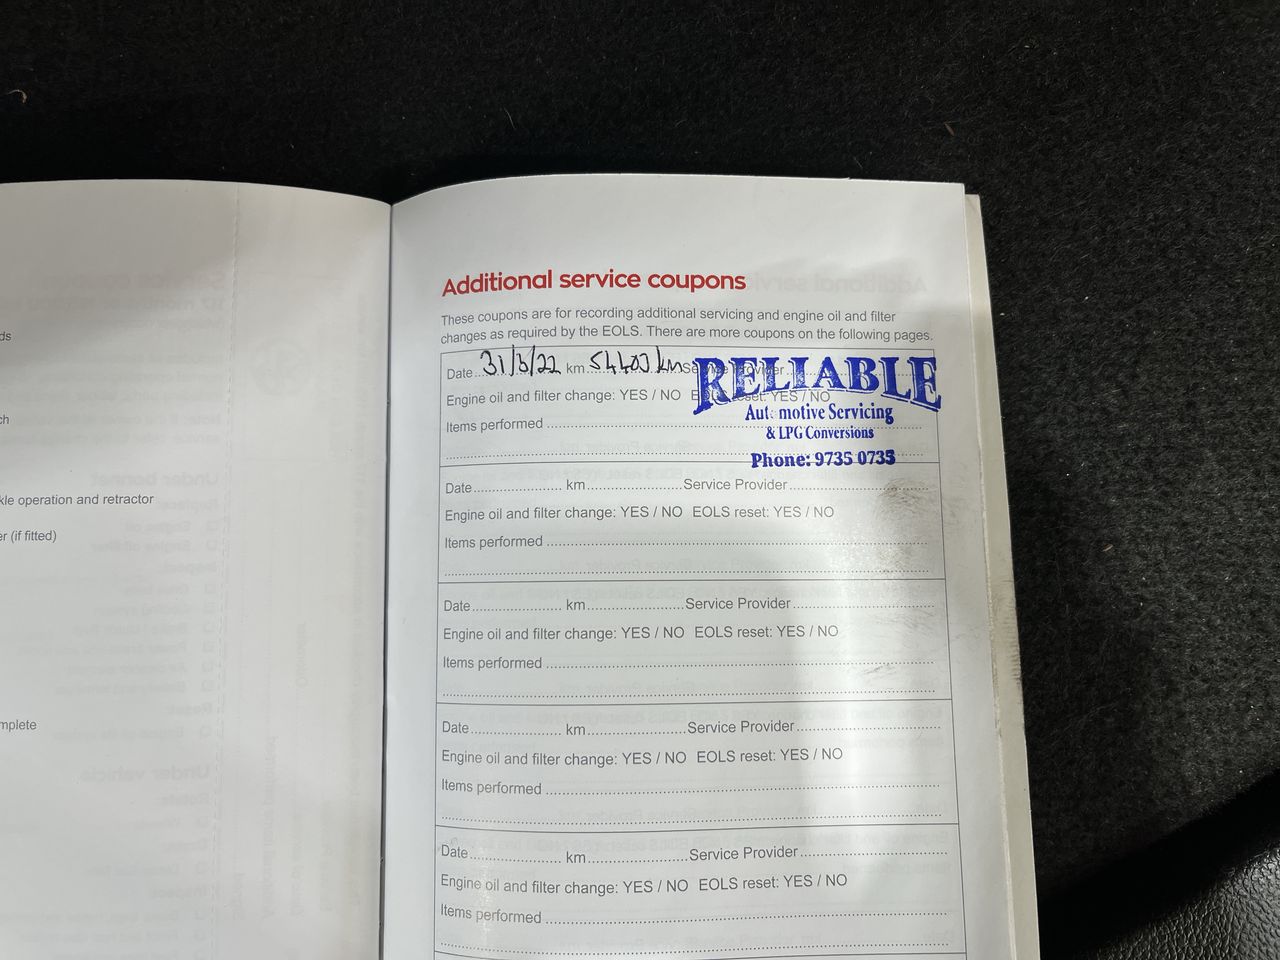 ds
ch
kle operation and retractor
er (if fitted)
mplete
Additional service coupons
These coupons are for recording additional servicing and engine oil and filter
changes as required by the EOLS. There are more coupons on the following pages.
Date 31/3/22 km 54400 km Service Provider
RELIABLE
Engine oil and filter change: YES / NO EOLS reset: YES / NO
Automotive Servicing
Items performed
& LPG Conversions
Phone: 9735 0735
Date km Service Provider
Engine oil and filter change: YES / NO EOLS reset: YES / NO
Items performed
Date km Service Provider
Engine oil and filter change: YES / NO EOLS reset: YES / NO
Items performed
Date km Service Provider
Engine oil and filter change: YES / NO EOLS reset: YES / NO
Items performed
Date km Service Provider
Engine oil and filter change: YES / NO EOLS reset: YES / NO
Items performed